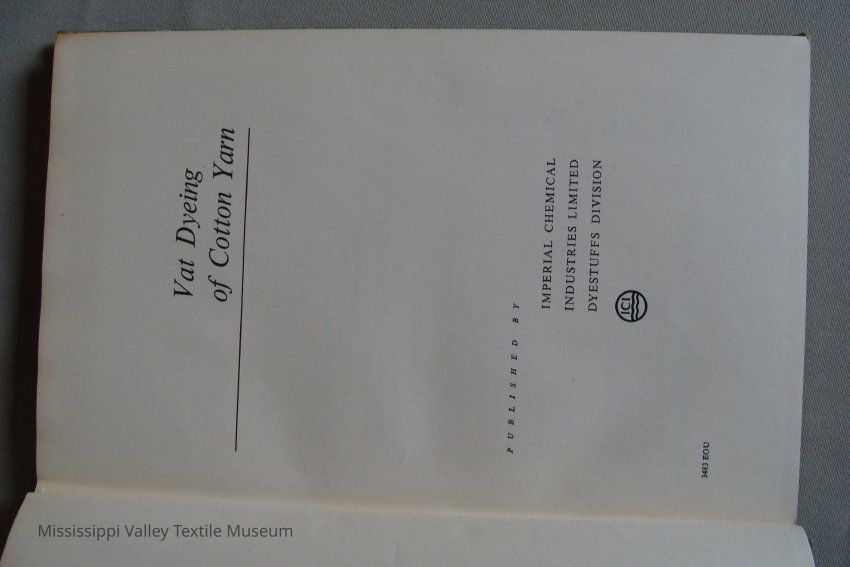 Vat Dyeing
of Cotton Yarn
PUBLISHED BY
IMPERIAL CHEMICAL
INDUSTRIES LIMITED
DYESTUFFS DIVISION
ICI
3483 EOU
Mississippi Valley Textile Museum